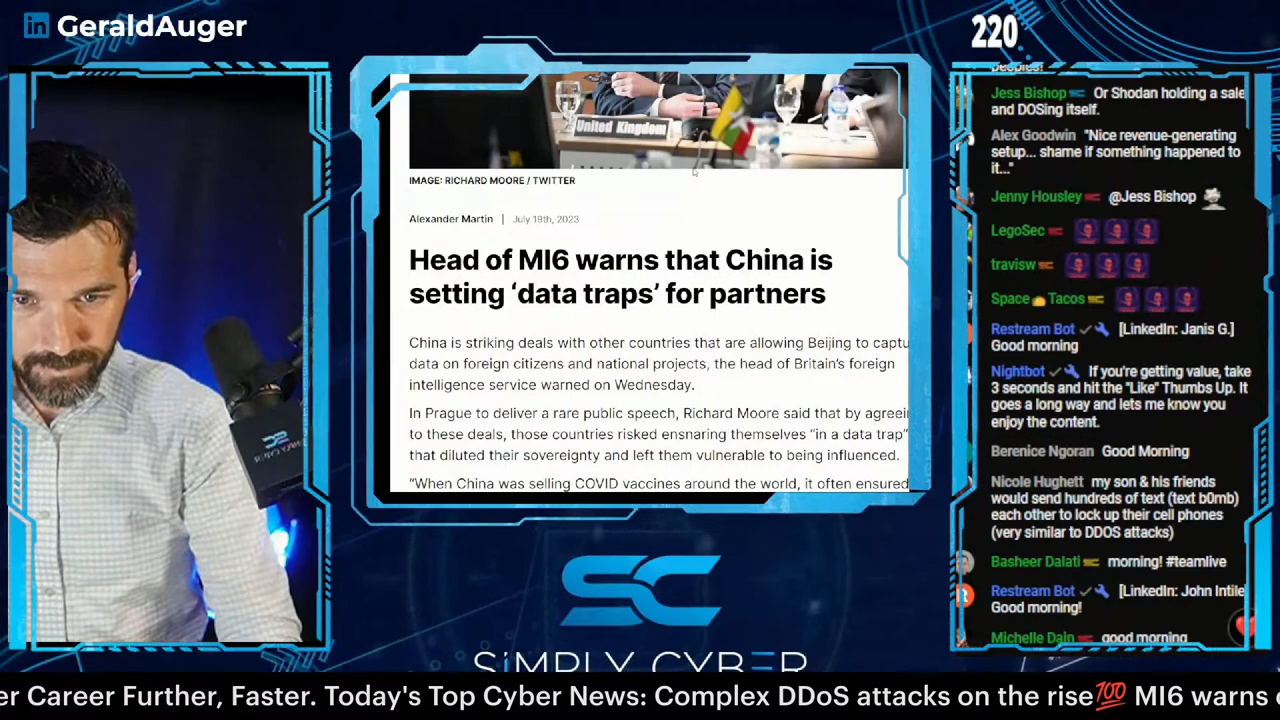 in GeraldAuger
220
United Kingdom
IMAGE: RICHARD MOORE / TWITTER
Alexander Martin | July 19th, 2023
Head of MI6 warns that China is
setting ‘data traps’ for partners
China is striking deals with other countries that are allowing Beijing to captu
data on foreign citizens and national projects, the head of Britain’s foreign
intelligence service warned on Wednesday.
In Prague to deliver a rare public speech, Richard Moore said that by agreei
to these deals, those countries risked ensnaring themselves “in a data trap”
that diluted their sovereignty and left them vulnerable to being influenced.
“When China was selling COVID vaccines around the world, it often ensured
SC
SIMPLY CYBER
peoples!
Jess Bishop Or Shodan holding a sale
and DOSing itself.
Alex Goodwin "Nice revenue-generating
setup... shame if something happened to
it..."
Jenny Housley @Jess Bishop
LegoSec
travisw
Space Tacos
Restream Bot [LinkedIn: Janis G.]
Good morning
Nightbot If you're getting value, take
3 seconds and hit the "Like" Thumbs Up. It
goes a long way and lets me know you
enjoy the content.
Berenice Ngoran Good Morning
Nicole Hughett my son & his friends
would send hundreds of text (text b0mb)
each other to lock up their cell phones
(very similar to DDOS attacks)
Basheer Dalati morning! #teamlive
Restream Bot [LinkedIn: John Intile
Good morning!
Michelle Dain good morning
er Career Further, Faster. Today's Top Cyber News: Complex DDoS attacks on the rise💯 MI6 warns